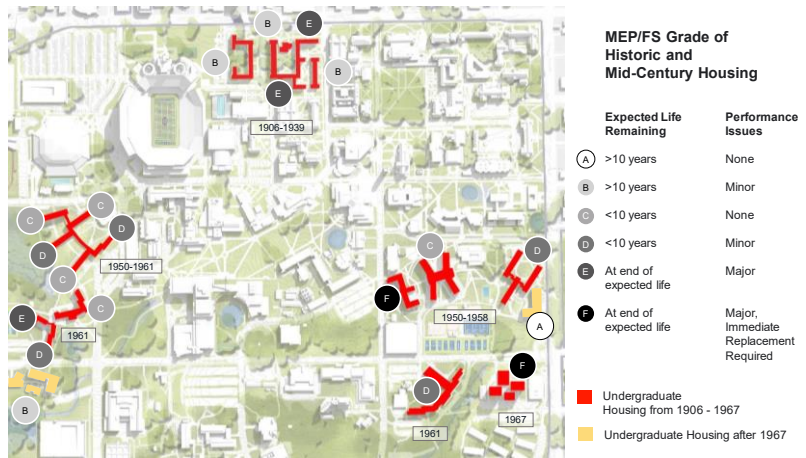 B
E
B
B
E
1906-1939
C
C
D
D
C
1950-1961
C
E
1961
D
B
C
D
F
1950-1958
A
F
D
1961
1967
MEP/FS Grade of
Historic and
Mid-Century Housing
Expected Life
Remaining
Performance
Issues
A
>10 years
None
B
>10 years
Minor
C
<10 years
None
D
<10 years
Minor
E
At end of
expected life
Major
F
At end of
expected life
Major,
Immediate
Replacement
Required
Undergraduate
Housing from 1906 - 1967
Undergraduate Housing after 1967